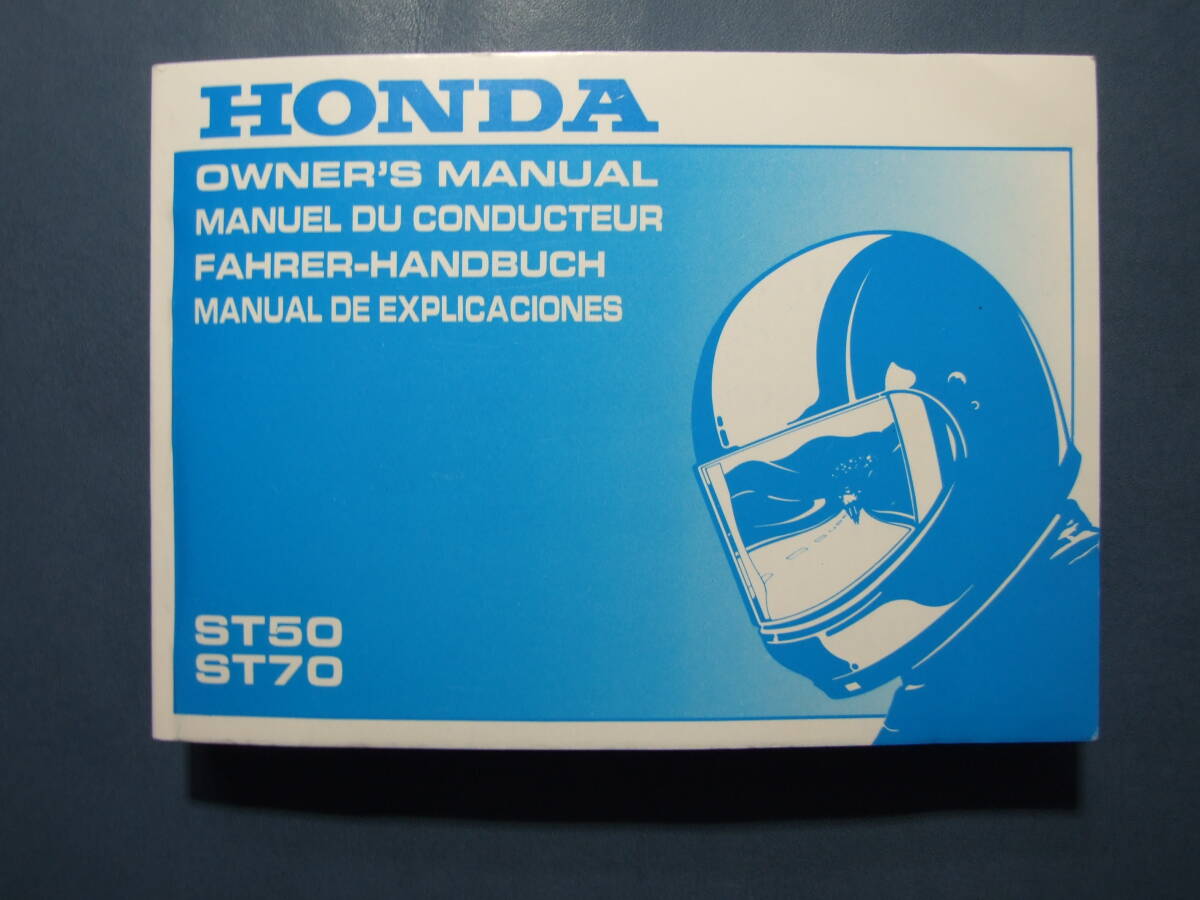 HONDA
OWNER'S MANUAL
MANUEL DU CONDUCTEUR
FAHRER-HANDBUCH
MANUAL DE EXPLICACIONES
ST50
ST70